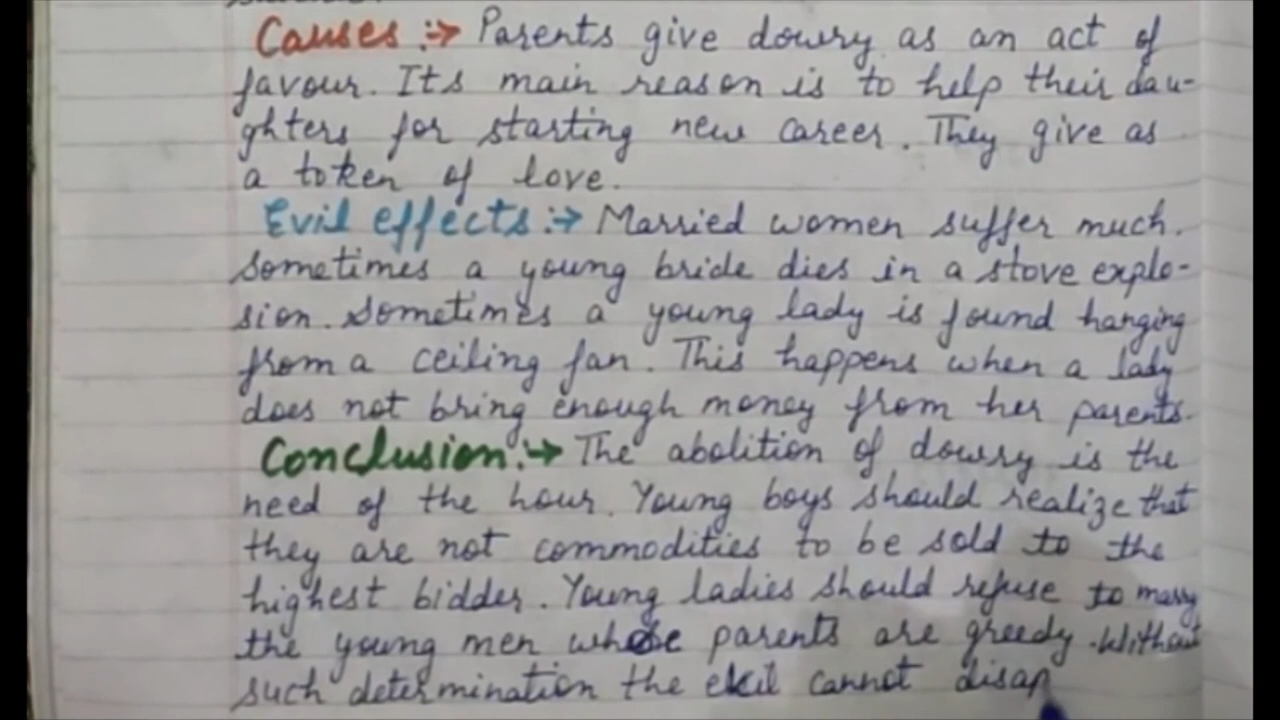 Causes :→ Parents give dowry as an act of
favour. It's main reason is to help their dau-
ghters for starting new career. They give as
a token of love.
Evil effects :→ Married women suffer much.
Sometimes a young bride dies in a stove explo-
sion. Sometimes a young lady is found hanging
from a ceiling fan. This happens when a lady
does not bring enough money from her parents.
Conclusion :→ The abolition of dowry is the
need of the hour. Young boys should realize that
they are not commodities to be sold to the
highest bidder. Young ladies should refuse to marry
the young men whose parents are greedy. Without
such determination the evil cannot disap